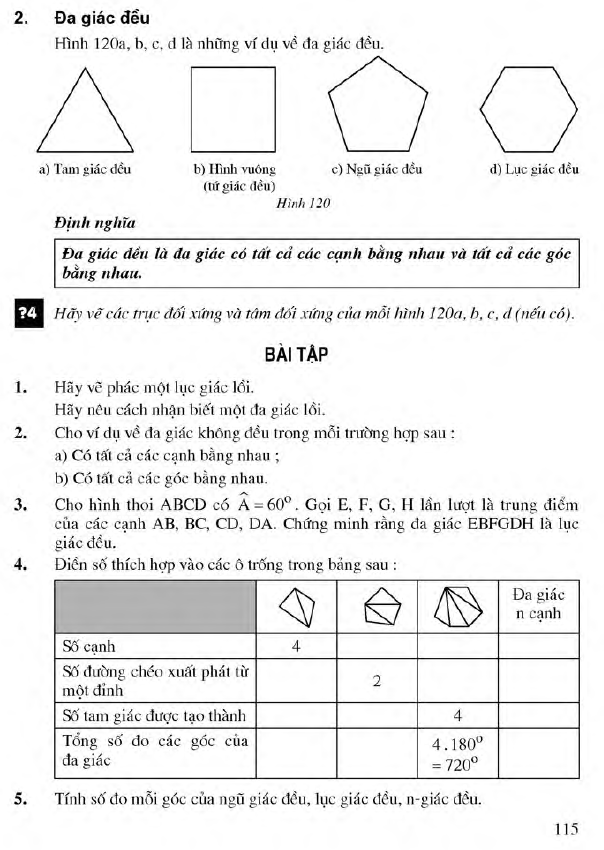 2. Đa giác đều
Hình 120a, b, c, d là những ví dụ về đa giác đều.
a) Tam giác đều
b) Hình vuông
(tứ giác đều)
c) Ngũ giác đều
d) Lục giác đều
Hình 120
Định nghĩa
Đa giác đều là đa giác có tất cả các cạnh bằng nhau và tất cả các góc
bằng nhau.
?4 Hãy vẽ các trục đối xứng và tâm đối xứng của mỗi hình 120a, b, c, d (nếu có).
BÀI TẬP
1. Hãy vẽ phác một lục giác lồi.
Hãy nêu cách nhận biết một đa giác lồi.
2. Cho ví dụ về đa giác không đều trong mỗi trường hợp sau :
a) Có tất cả các cạnh bằng nhau ;
b) Có tất cả các góc bằng nhau.
3. Cho hình thoi ABCD có Â = 60⁰. Gọi E, F, G, H lần lượt là trung điểm
của các cạnh AB, BC, CD, DA. Chứng minh rằng đa giác EBFGDH là lục
giác đều.
4. Điền số thích hợp vào các ô trống trong bảng sau :
Đa giác
n cạnh
Số cạnh 4
Số đường chéo xuất phát từ
một đỉnh
2
Số tam giác được tạo thành 4
Tổng số đo các góc của
đa giác
4 . 180⁰
= 720⁰
5. Tính số đo mỗi góc của ngũ giác đều, lục giác đều, n-giác đều.
115